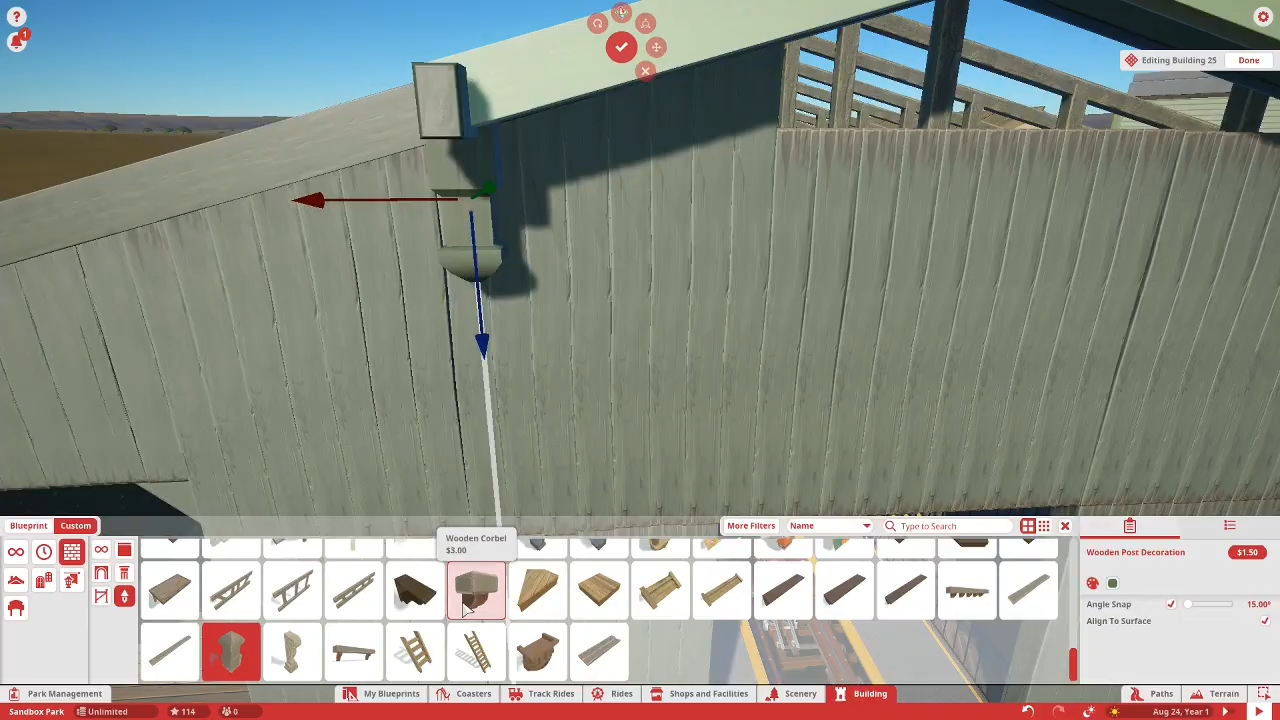 ?
1
Editing Building 25
Done
Blueprint
Custom
More Filters
Name
Type to Search
Wooden Corbel
$3.00
Wooden Post Decoration
$1.50
Angle Snap
15.00°
Align To Surface
Park Management
My Blueprints
Coasters
Track Rides
Rides
Shops and Facilities
Scenery
Building
Paths
Terrain
Sandbox Park
Unlimited
114
0
Aug 24, Year 1